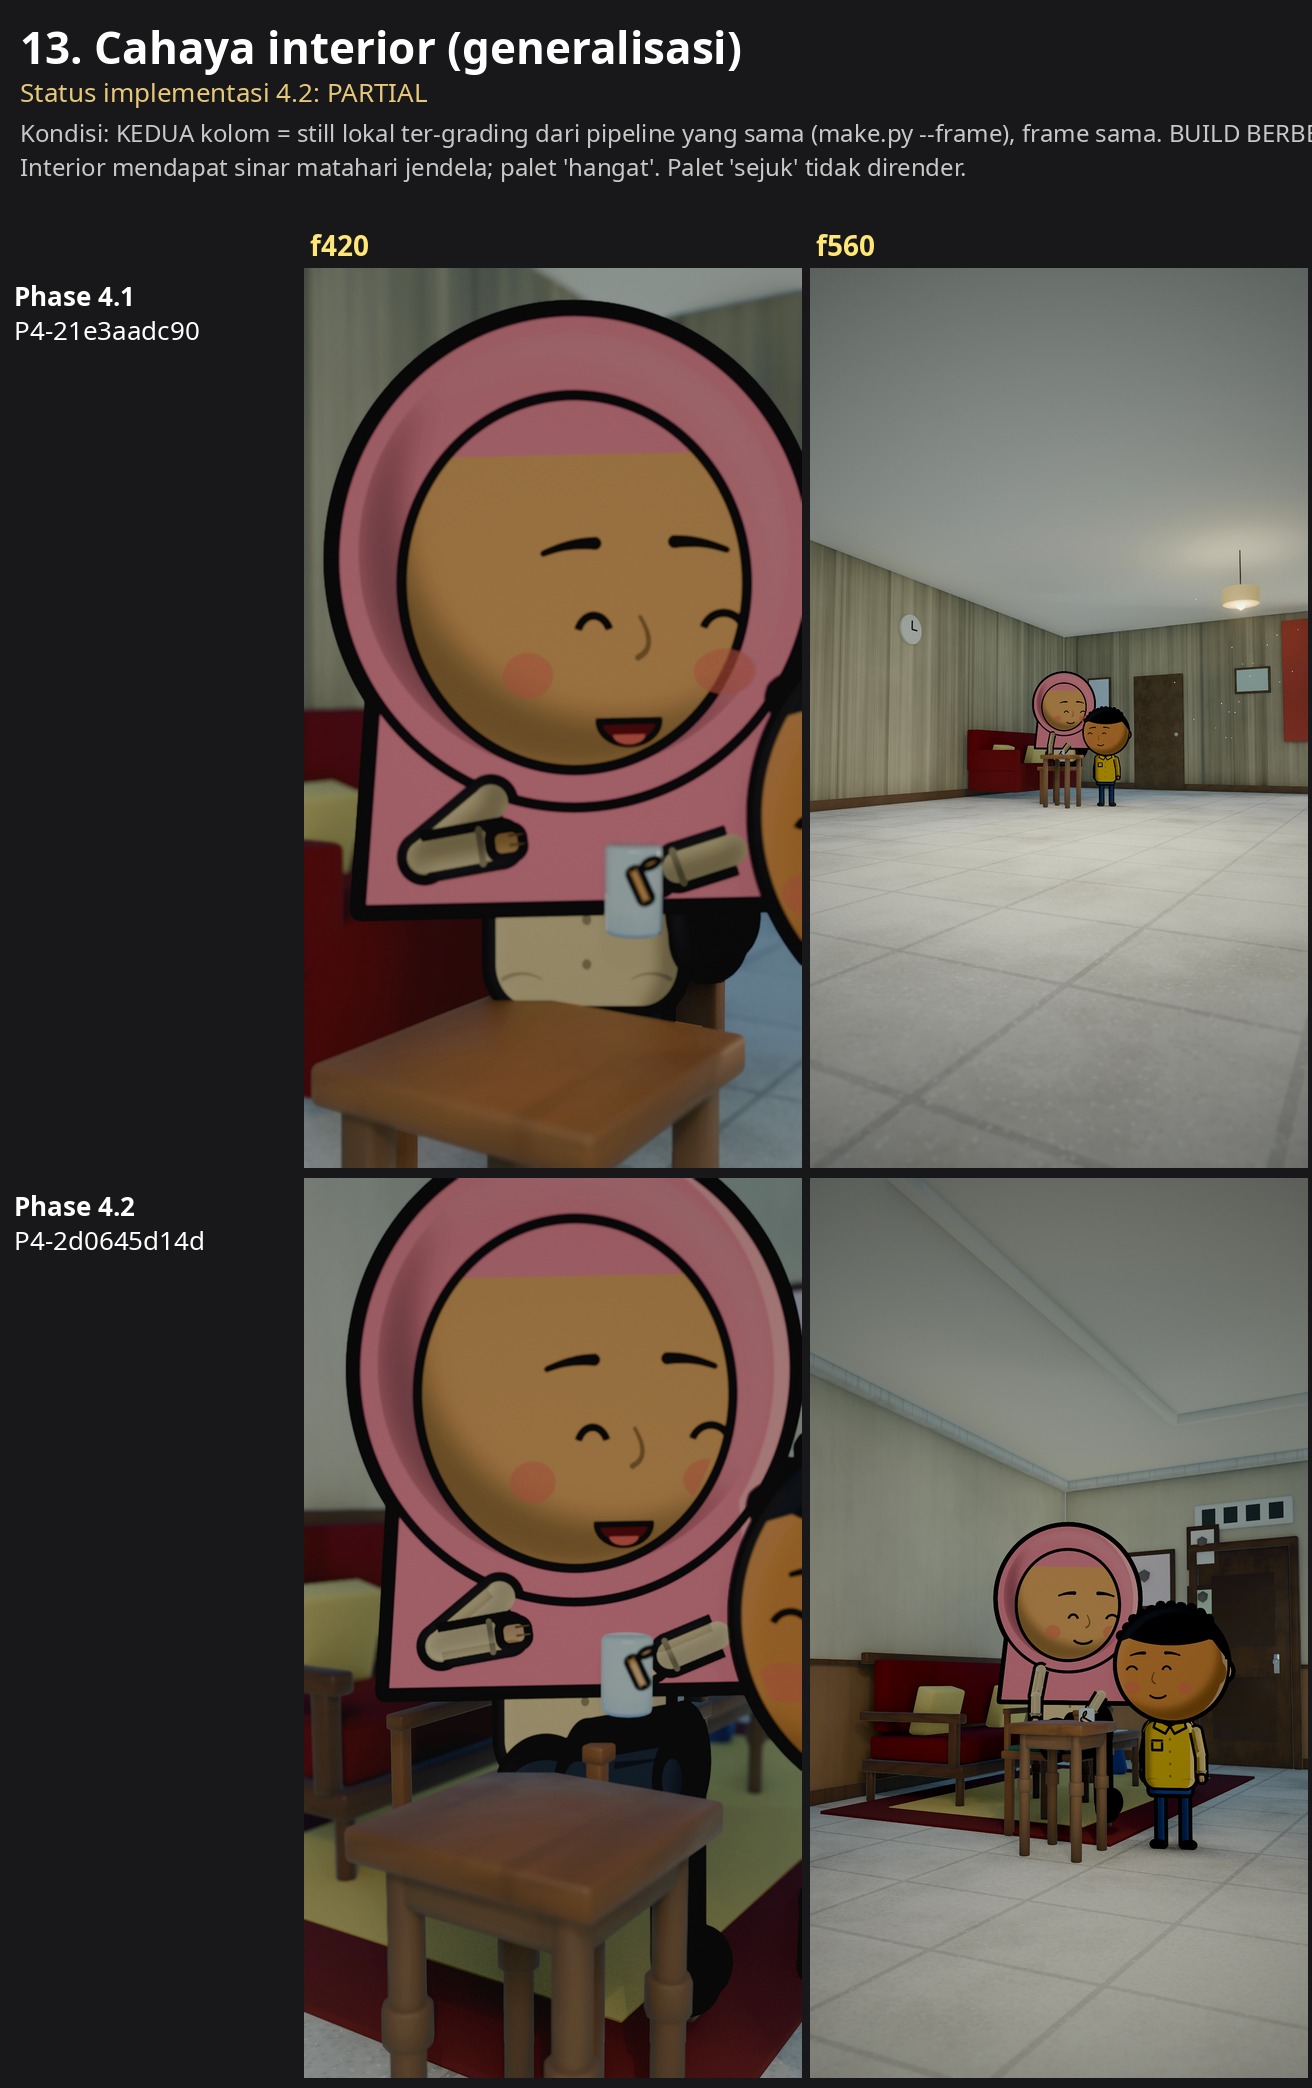 13. Cahaya interior (generalisasi)
Status implementasi 4.2: PARTIAL
Kondisi: KEDUA kolom = still lokal ter-grading dari pipeline yang sama (make.py --frame), frame sama. BUILD
Interior mendapat sinar matahari jendela; palet 'hangat'. Palet 'sejuk' tidak dirender.
f420
f560
Phase 4.1
P4-21e3aadc90
Phase 4.2
P4-2d0645d14d